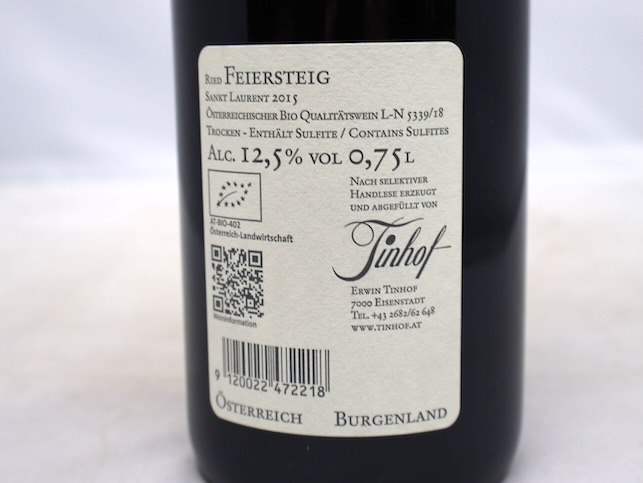 Ried Feiersteig
Sankt Laurent 2015
Österreichischer Bio Qualitätswein L-N 5339/18
Trocken - Enthält Sulfite / Contains Sulfites
Alc. 12,5% vol 0,75l
AT-BIO-402
Österreich-Landwirtschaft
Weininformation
Nach selektiver
Handlese erzeugt
und abgefüllt von
Tinhof
Erwin Tinhof
7000 Eisenstadt
Tel. +43 2682/62 648
www.tinhof.at
9 120022 472218
Österreich Burgenland